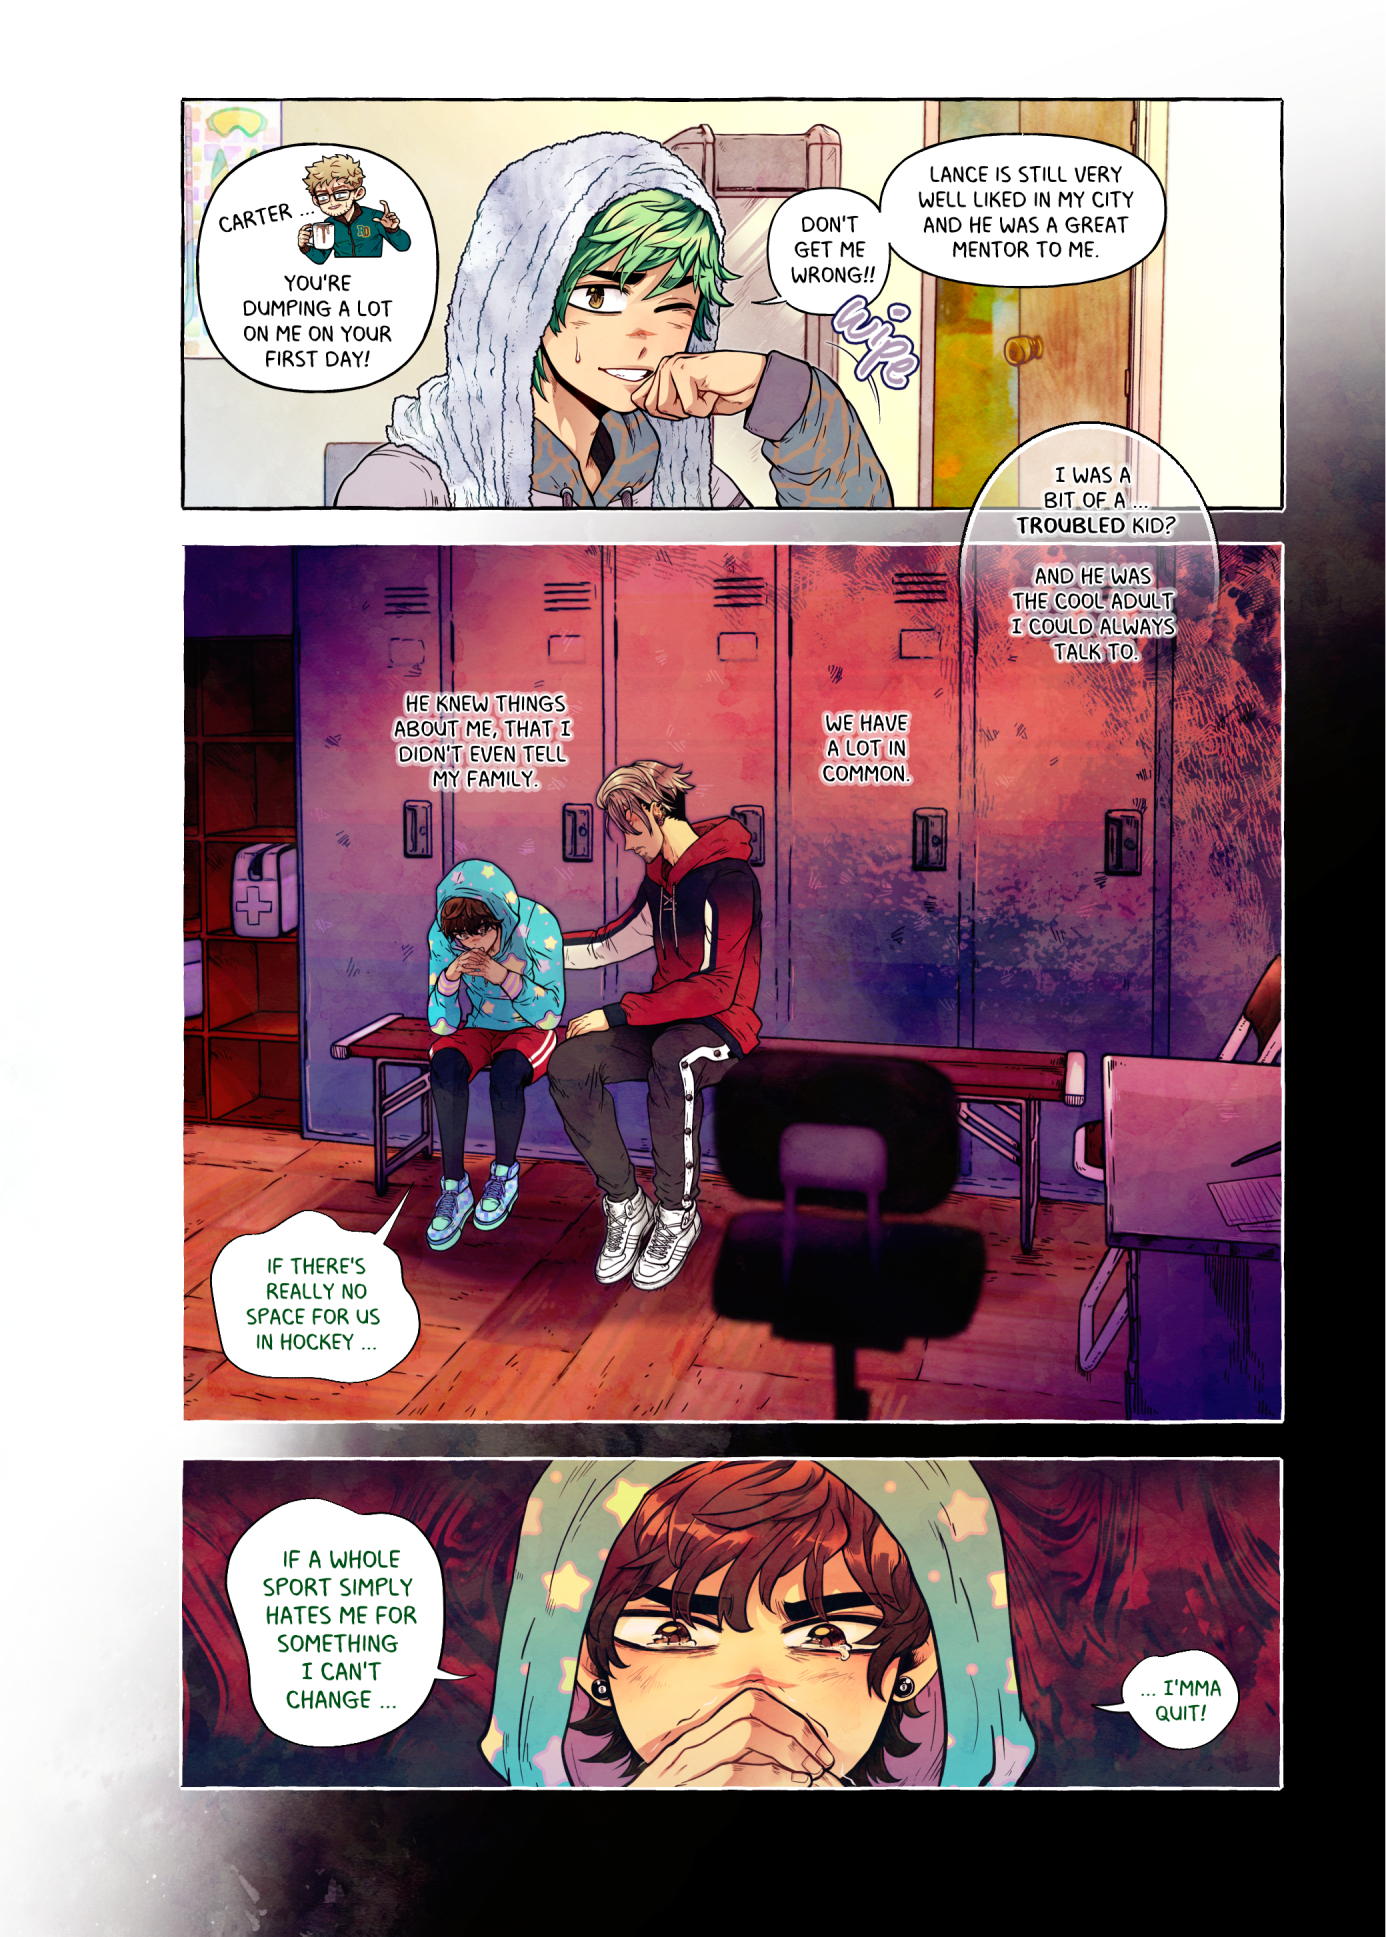 CARTER ...
YOU'RE
DUMPING A LOT
ON ME ON YOUR
FIRST DAY!
DON'T
GET ME
WRONG!!
LANCE IS STILL VERY
WELL LIKED IN MY CITY
AND HE WAS A GREAT
MENTOR TO ME.
wipe
I WAS A
BIT OF A ...
TROUBLED KID?
AND HE WAS
THE COOL ADULT
I COULD ALWAYS
TALK TO.
WE HAVE
A LOT IN
COMMON.
HE KNEW THINGS
ABOUT ME, THAT I
DIDN'T EVEN TELL
MY FAMILY.
IF THERE'S
REALLY NO
SPACE FOR US
IN HOCKEY ...
IF A WHOLE
SPORT SIMPLY
HATES ME FOR
SOMETHING
I CAN'T
CHANGE ...
... I'MMA
QUIT!